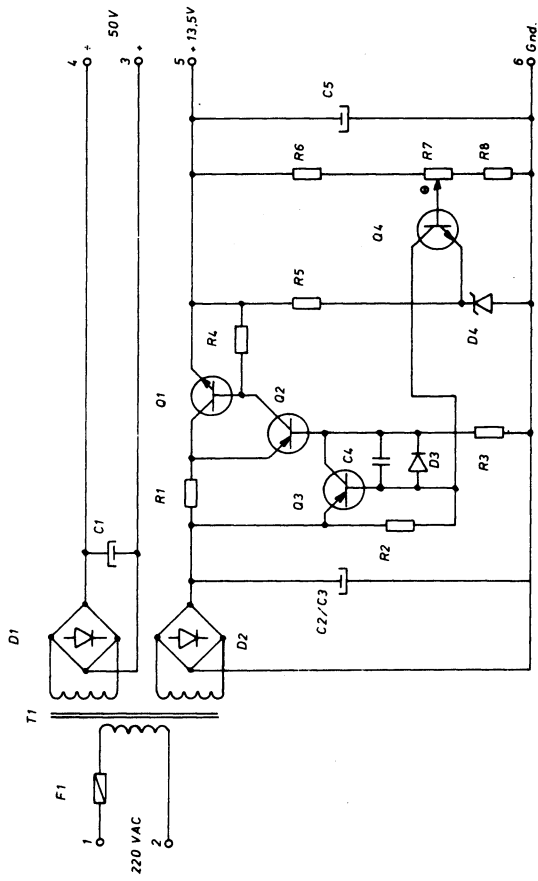 4 ÷
50V
3 +
5 + 13,5V
6 Gnd.
D1
C1
T1
F1
1
220 VAC
2
D2
C2/C3
R1
Q1
Q2
Q3
R2
R4
C4
D3
R3
R5
D4
Q4
R6
R7
R8
C5